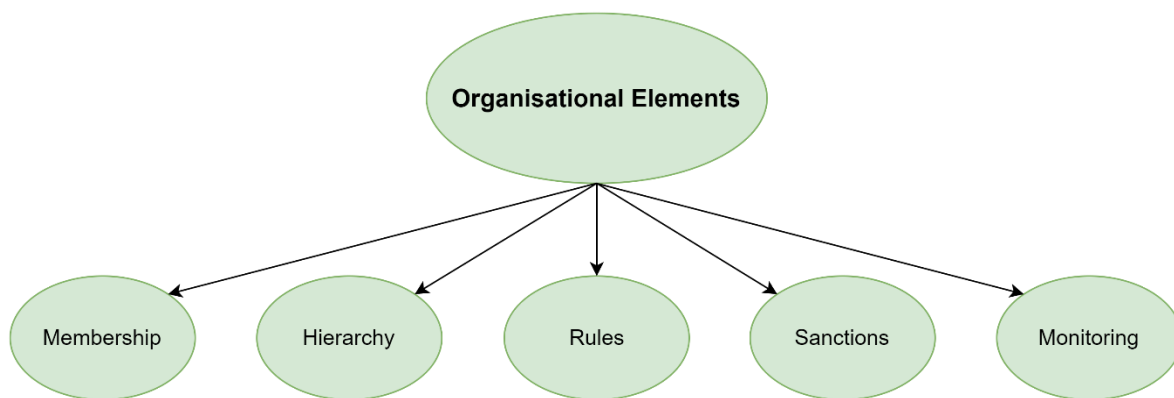 Organisational Elements
Membership
Hierarchy
Rules
Sanctions
Monitoring